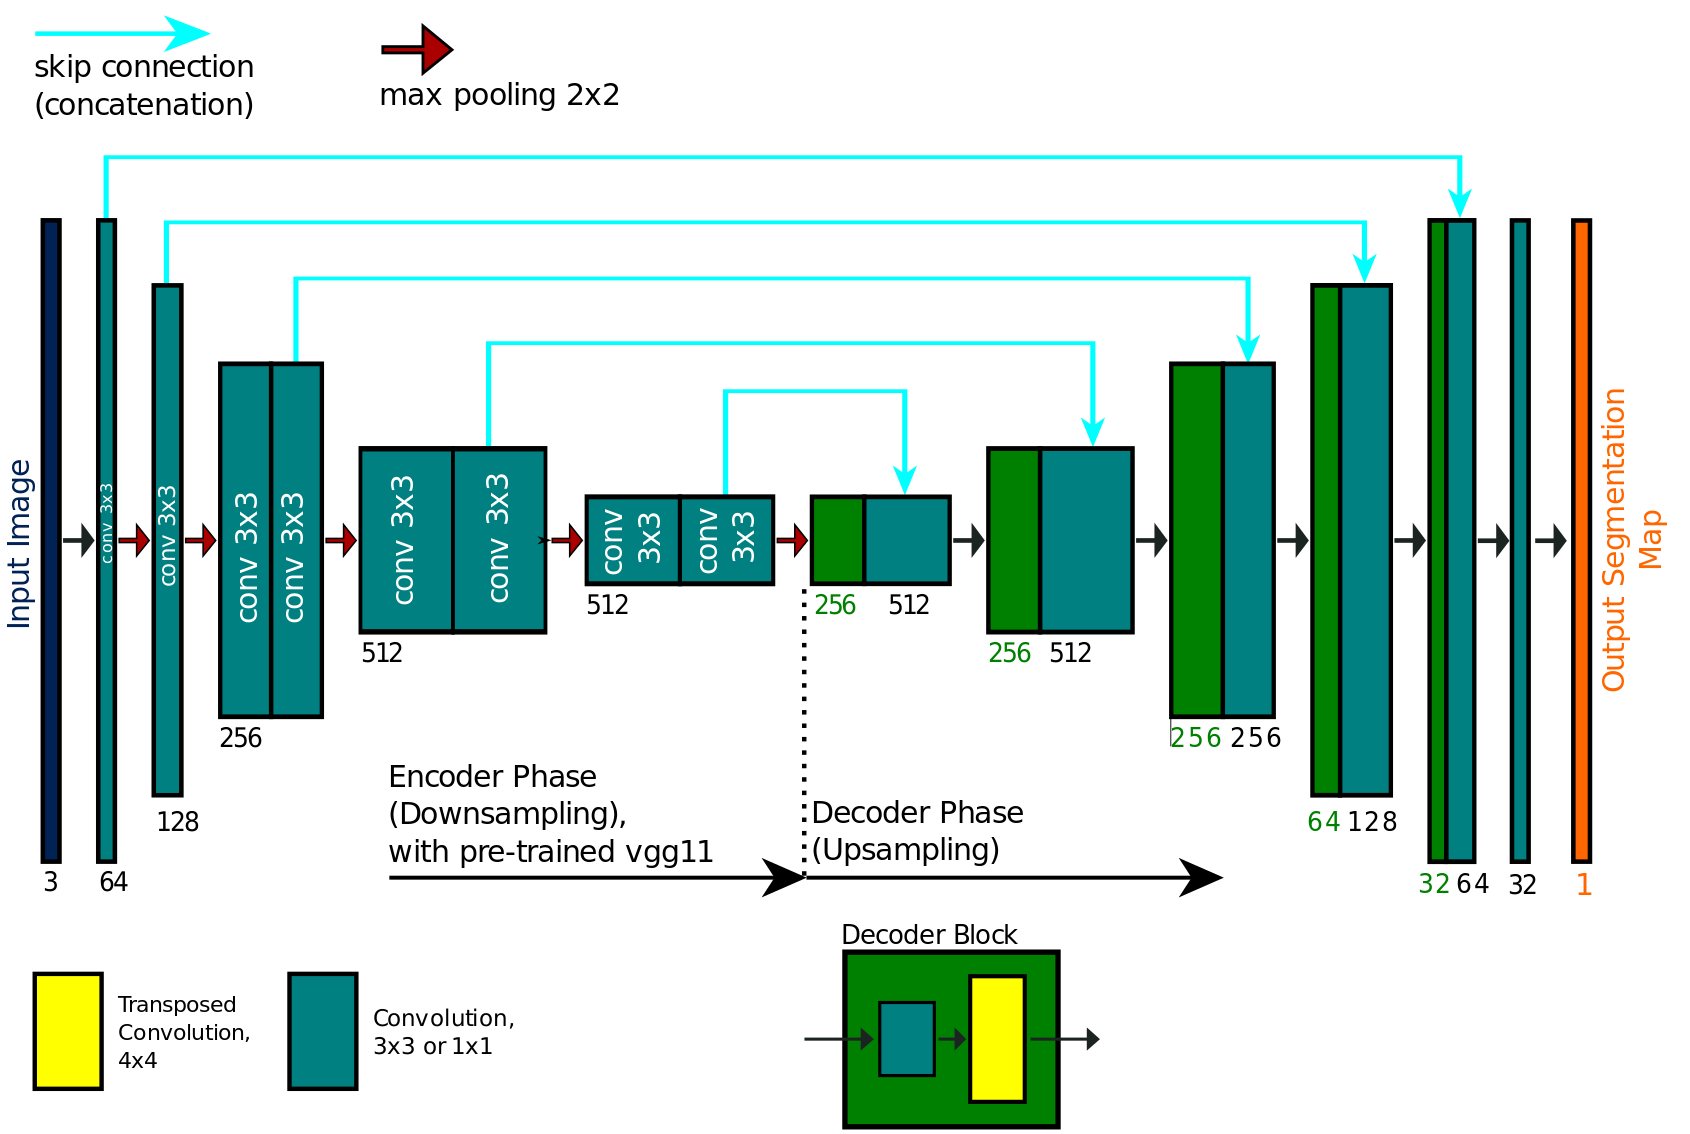 skip connection
(concatenation)
max pooling 2x2
Input Image
conv 3x3
conv 3x3
conv 3x3
conv 3x3
conv 3x3
conv 3x3
conv
3x3
conv
3x3
Output Segmentation
Map
3
64
128
256
512
512
256
512
256
512
256
256
64
128
32
64
32
1
Encoder Phase
(Downsampling),
with pre-trained vgg11
Decoder Phase
(Upsampling)
Decoder Block
Transposed
Convolution,
4x4
Convolution,
3x3 or 1x1